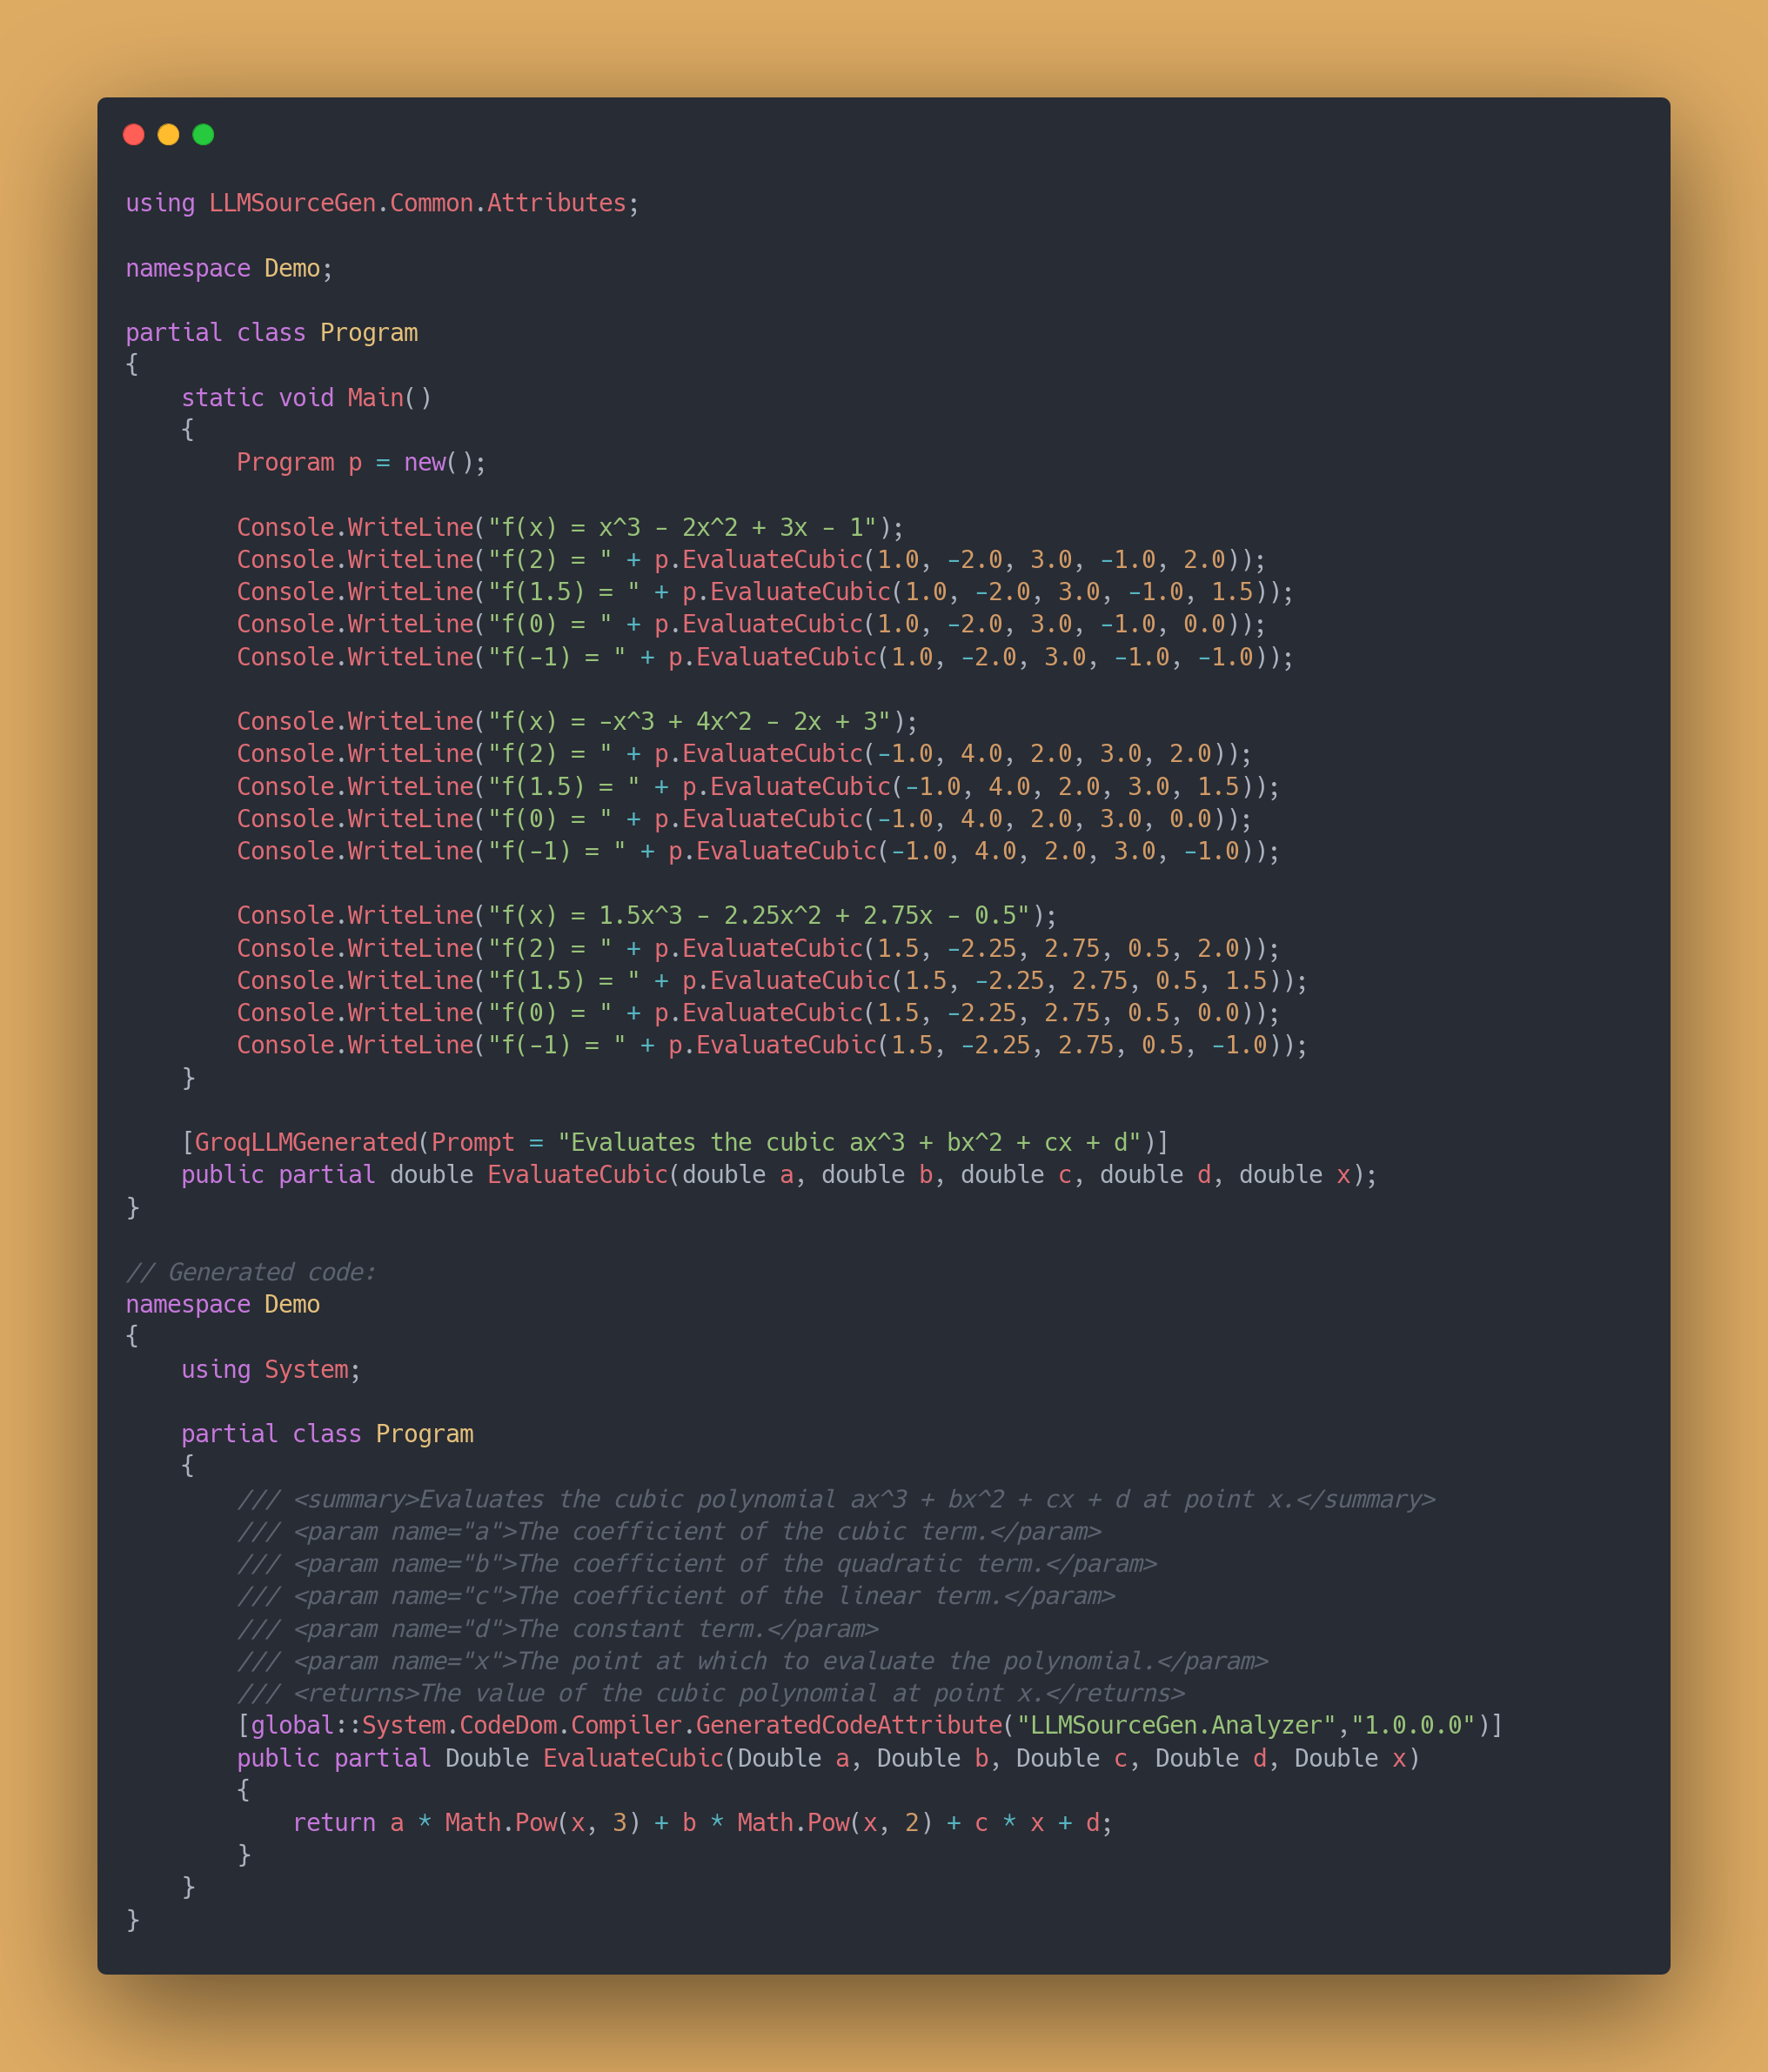 using LLMSourceGen.Common.Attributes;

namespace Demo;

partial class Program
{
    static void Main()
    {
        Program p = new();

        Console.WriteLine("f(x) = x^3 - 2x^2 + 3x - 1");
        Console.WriteLine("f(2) = " + p.EvaluateCubic(1.0, -2.0, 3.0, -1.0, 2.0));
        Console.WriteLine("f(1.5) = " + p.EvaluateCubic(1.0, -2.0, 3.0, -1.0, 1.5));
        Console.WriteLine("f(0) = " + p.EvaluateCubic(1.0, -2.0, 3.0, -1.0, 0.0));
        Console.WriteLine("f(-1) = " + p.EvaluateCubic(1.0, -2.0, 3.0, -1.0, -1.0));

        Console.WriteLine("f(x) = -x^3 + 4x^2 - 2x + 3");
        Console.WriteLine("f(2) = " + p.EvaluateCubic(-1.0, 4.0, 2.0, 3.0, 2.0));
        Console.WriteLine("f(1.5) = " + p.EvaluateCubic(-1.0, 4.0, 2.0, 3.0, 1.5));
        Console.WriteLine("f(0) = " + p.EvaluateCubic(-1.0, 4.0, 2.0, 3.0, 0.0));
        Console.WriteLine("f(-1) = " + p.EvaluateCubic(-1.0, 4.0, 2.0, 3.0, -1.0));

        Console.WriteLine("f(x) = 1.5x^3 - 2.25x^2 + 2.75x - 0.5");
        Console.WriteLine("f(2) = " + p.EvaluateCubic(1.5, -2.25, 2.75, 0.5, 2.0));
        Console.WriteLine("f(1.5) = " + p.EvaluateCubic(1.5, -2.25, 2.75, 0.5, 1.5));
        Console.WriteLine("f(0) = " + p.EvaluateCubic(1.5, -2.25, 2.75, 0.5, 0.0));
        Console.WriteLine("f(-1) = " + p.EvaluateCubic(1.5, -2.25, 2.75, 0.5, -1.0));
    }

    [GroqLLMGenerated(Prompt = "Evaluates the cubic ax^3 + bx^2 + cx + d")]
    public partial double EvaluateCubic(double a, double b, double c, double d, double x);
}

// Generated code:
namespace Demo
{
    using System;

    partial class Program
    {
        /// <summary>Evaluates the cubic polynomial ax^3 + bx^2 + cx + d at point x.</summary>
        /// <param name="a">The coefficient of the cubic term.</param>
        /// <param name="b">The coefficient of the quadratic term.</param>
        /// <param name="c">The coefficient of the linear term.</param>
        /// <param name="d">The constant term.</param>
        /// <param name="x">The point at which to evaluate the polynomial.</param>
        /// <returns>The value of the cubic polynomial at point x.</returns>
        [global::System.CodeDom.Compiler.GeneratedCodeAttribute("LLMSourceGen.Analyzer","1.0.0.0")]
        public partial Double EvaluateCubic(Double a, Double b, Double c, Double d, Double x)
        {
            return a * Math.Pow(x, 3) + b * Math.Pow(x, 2) + c * x + d;
        }
    }
}